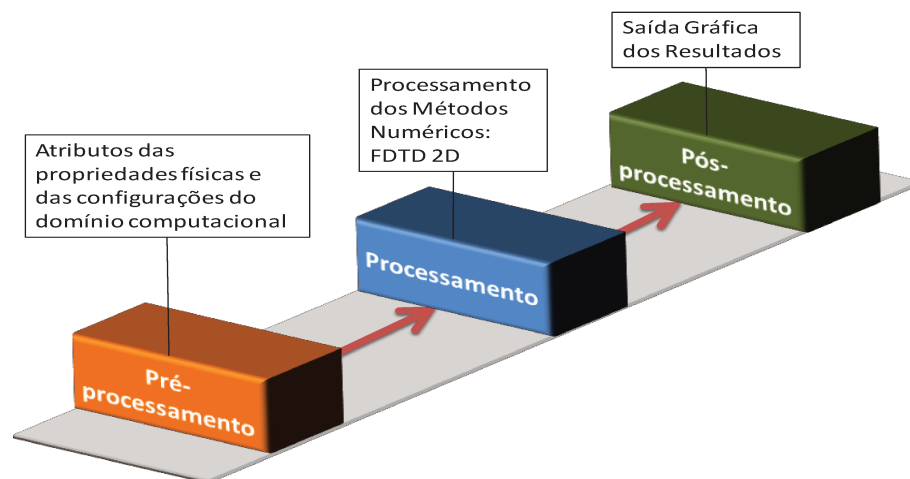 Atributos das
propriedades físicas e
das configurações do
domínio computacional
Pré-
processamento
Processamento
dos Métodos
Numéricos:
FDTD 2D
Processamento
Saída Gráfica
dos Resultados
Pós-
processamento